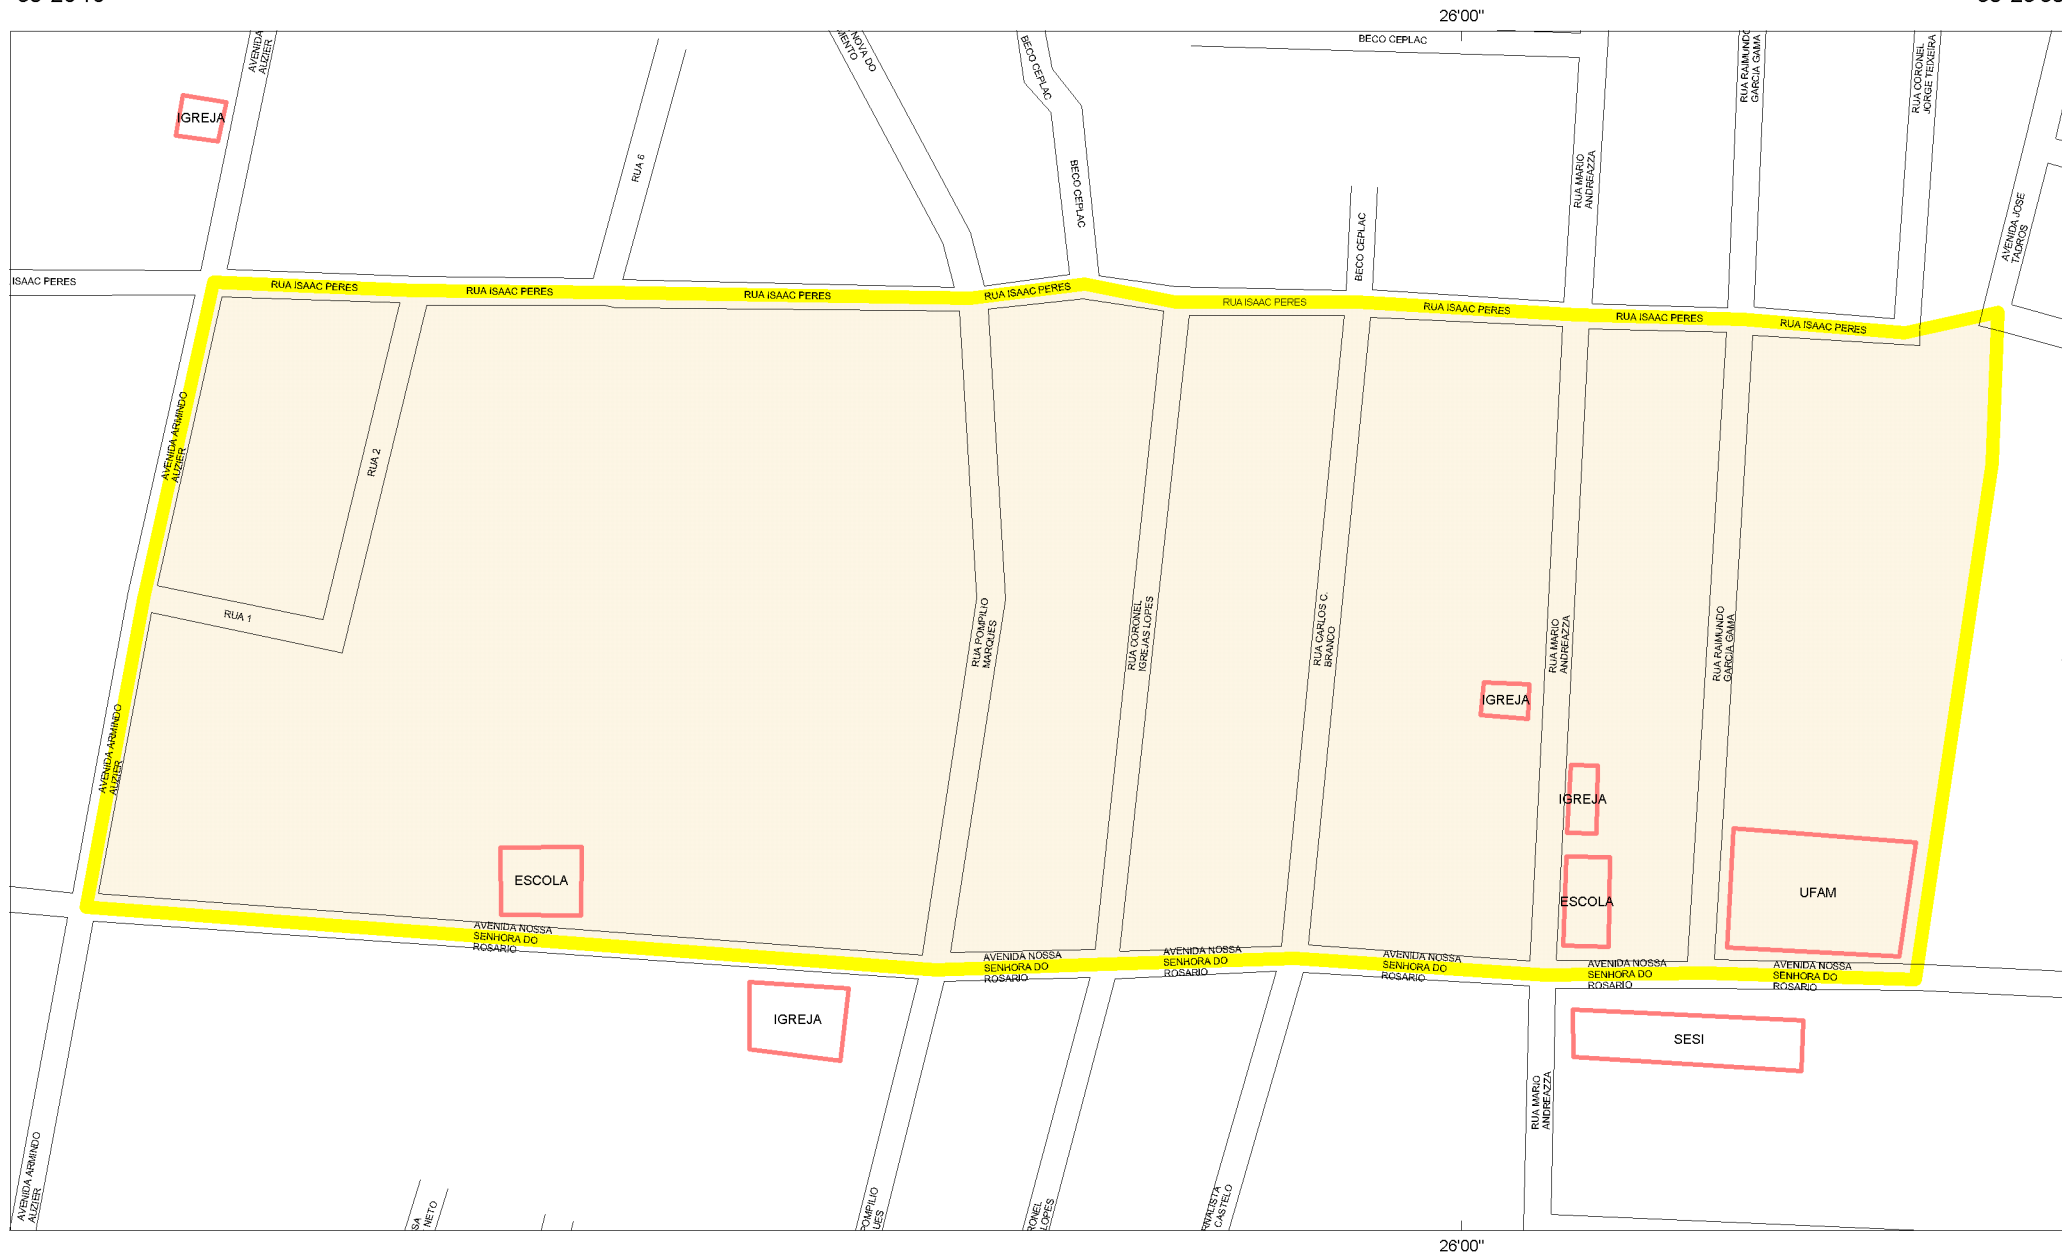 26'00"
AVENIDA
AUZIER
NOVA DO
BECO CEPLAC
BECO CEPLAC
RUA RAIMUNDO
GARCIA GAMA
RUA CORONEL
JORGE TEIXEIRA
IGREJA
RUA 6
BECO CEPLAC
RUA MARIO
ANDREAZZA
BECO CEPLAC
AVENIDA JOSE
TADROS
ISAAC PERES
RUA ISAAC PERES
RUA ISAAC PERES
RUA ISAAC PERES
RUA ISAAC PERES
RUA ISAAC PERES
RUA ISAAC PERES
RUA ISAAC PERES
RUA ISAAC PERES
AVENIDA ARMINDO
AUZIER
RUA 2
RUA 1
RUA POMPILIO
MARQUES
RUA CORONEL
IGREJAS LOPES
RUA CARLOS C.
BRANCO
RUA MARIO
ANDREAZZA
RUA RAIMUNDO
GARCIA GAMA
IGREJA
AVENIDA ARMINDO
AUZIER
IGREJA
ESCOLA
ESCOLA
UFAM
AVENIDA NOSSA
SENHORA DO
ROSARIO
AVENIDA NOSSA
SENHORA DO
ROSARIO
AVENIDA NOSSA
SENHORA DO
ROSARIO
AVENIDA NOSSA
SENHORA DO
ROSARIO
AVENIDA NOSSA
SENHORA DO
ROSARIO
AVENIDA NOSSA
SENHORA DO
ROSARIO
IGREJA
SESI
RUA MARIO
ANDREAZZA
AVENIDA ARMINDO
AUZIER
NETO
LOPES
CASTELO
26'00"